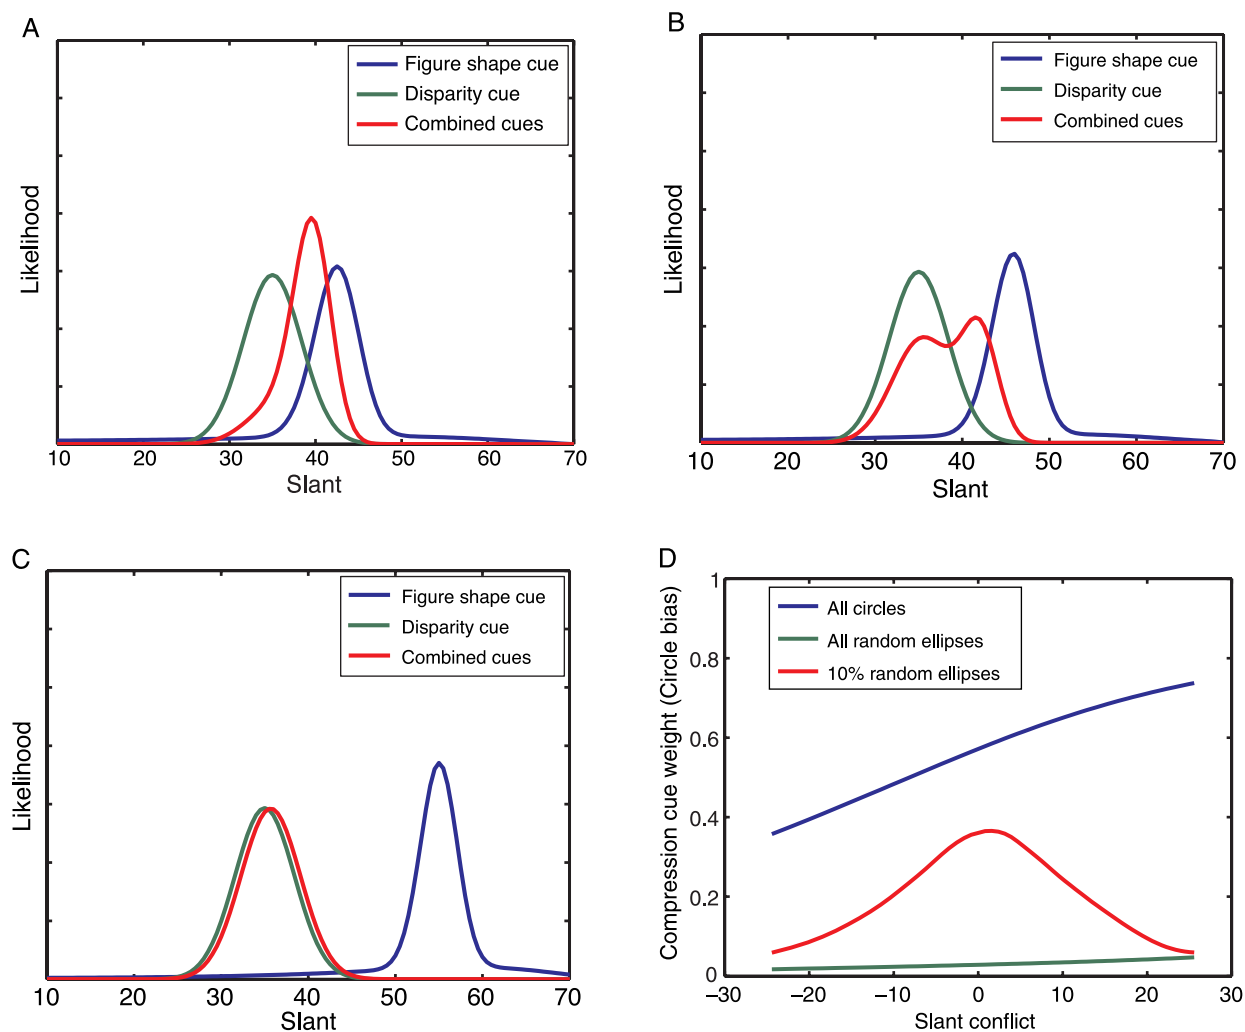 A
Figure shape cue
Disparity cue
Combined cues
Likelihood
10 20 30 40 50 60 70
Slant
B
Figure shape cue
Disparity cue
Combined cues
Likelihood
10 20 30 40 50 60 70
Slant
C
Figure shape cue
Disparity cue
Combined cues
Likelihood
10 20 30 40 50 60 70
Slant
D
All circles
All random ellipses
10% random ellipses
Compression cue weight (Circle bias)
1
0.8
0.6
0.4
0.2
0
−30 −20 −10 0 10 20 30
Slant conflict